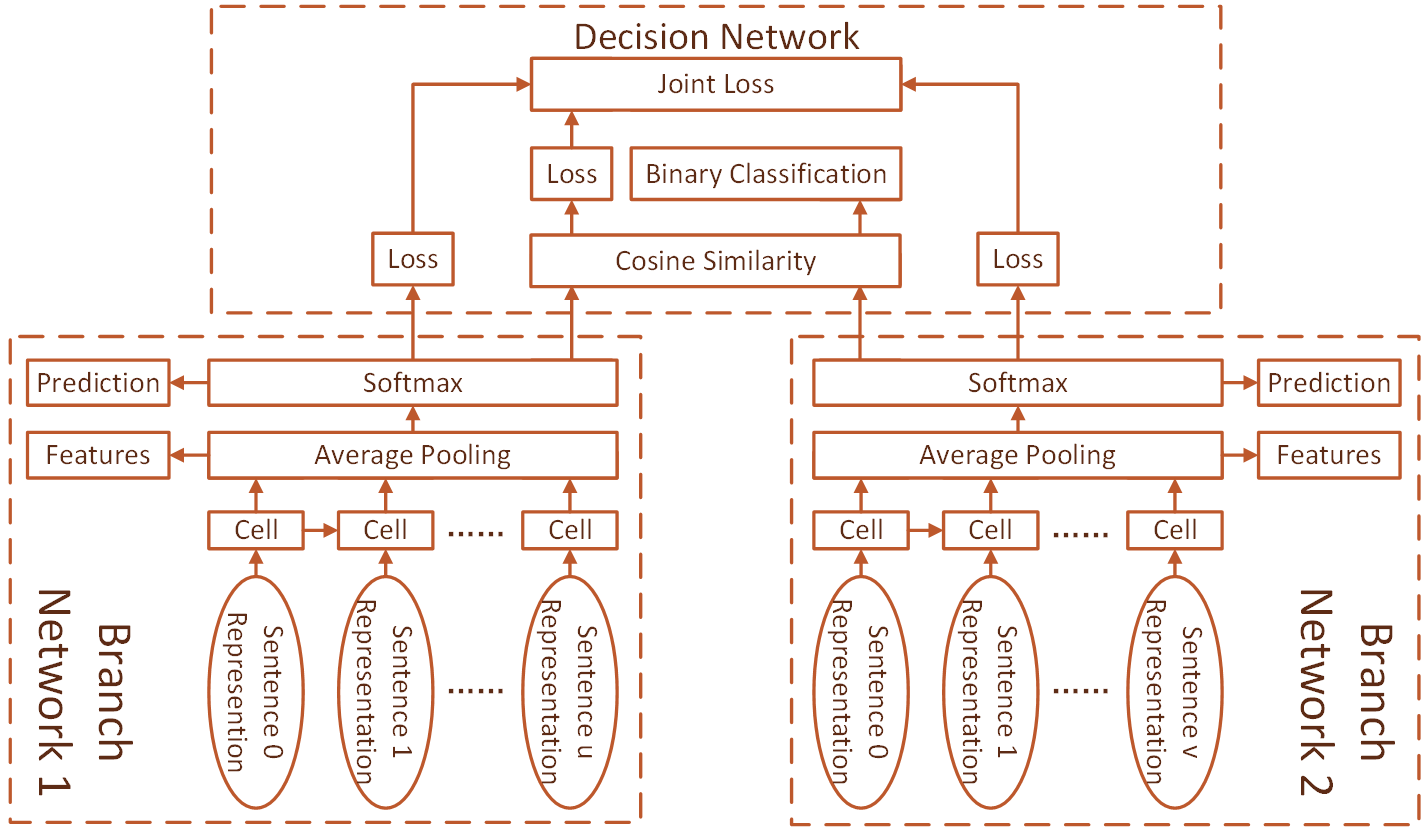 Decision Network
Joint Loss
Loss
Binary Classification
Loss
Cosine Similarity
Loss
Prediction
Softmax
Features
Average Pooling
Cell
Cell
......
Cell
Sentence 0
Represention
Sentence 1
Representation
......
Sentence u
Representation
Branch
Network 1
Softmax
Prediction
Average Pooling
Features
Cell
Cell
......
Cell
Sentence 0
Representation
Sentence 1
Representation
......
Sentence v
Representation
Branch
Network 2